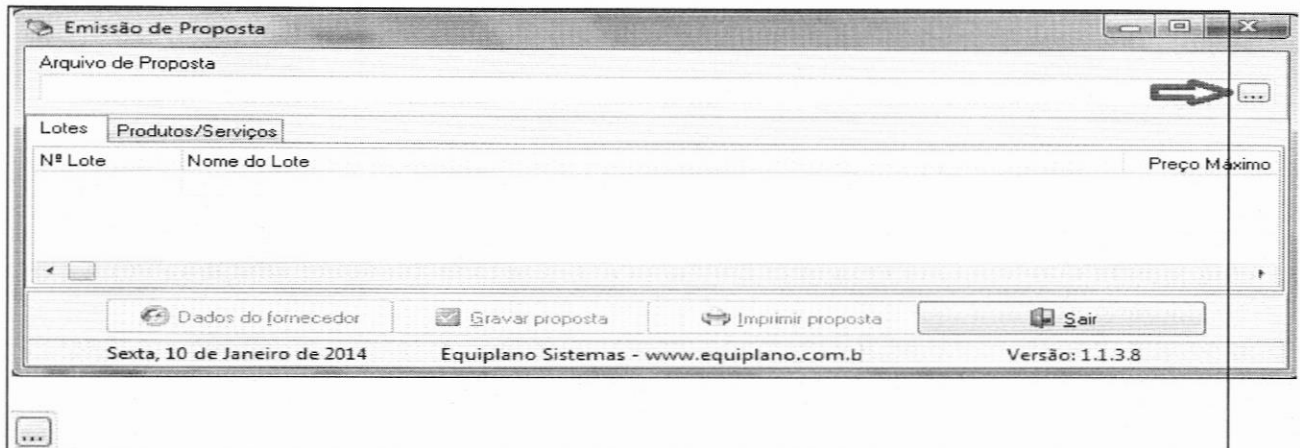 Emissão de Proposta
Arquivo de Proposta
...
Lotes Produtos/Serviços
Nº Lote Nome do Lote Preço Máximo
Dados do fornecedor Gravar proposta Imprimir proposta Sair
Sexta, 10 de Janeiro de 2014 Equiplano Sistemas - www.equiplano.com.b Versão: 1.1.3.8
...